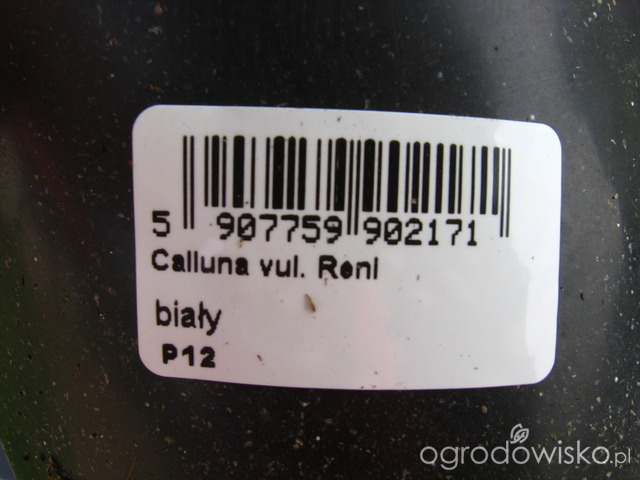 5 907759 902171
Calluna vul. Reni
biały
P12
ogrodowisko.pl